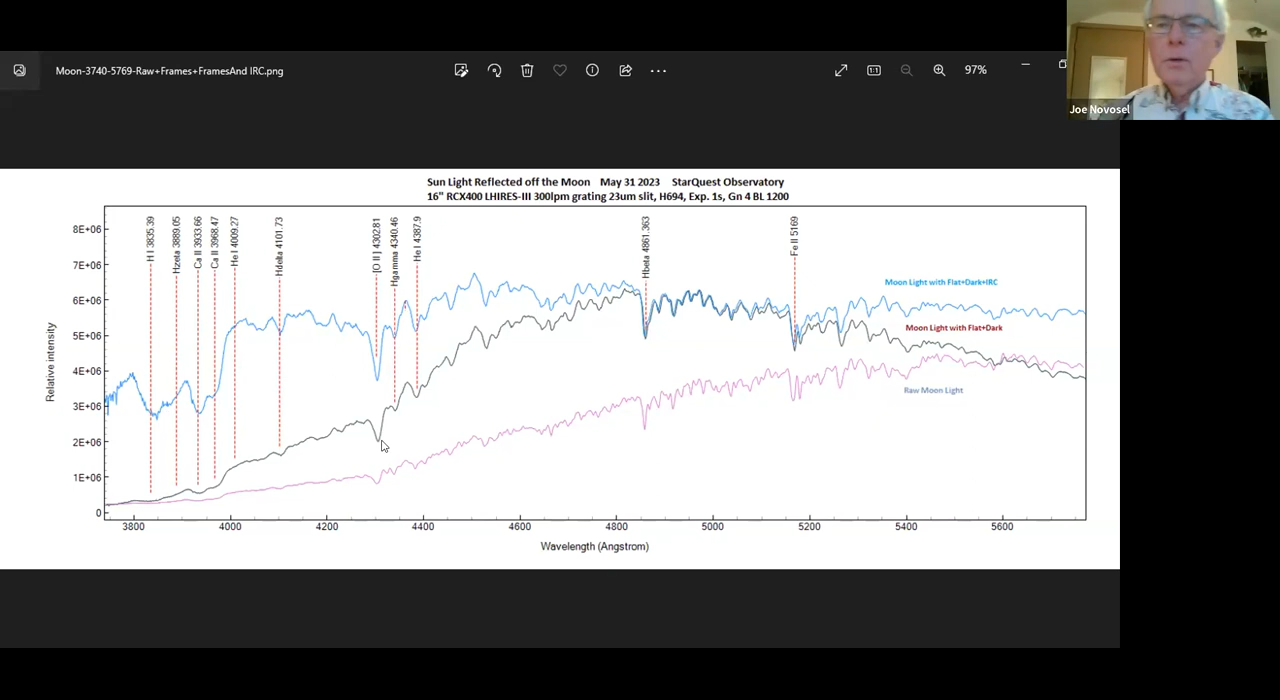 Moon-3740-5769-Raw+Frames+FramesAnd IRC.png
97%
Joe Novosel
Sun Light Reflected off the Moon May 31 2023 StarQuest Observatory
16" RCX400 LHIRES-III 300lpm grating 23um slit, H694, Exp. 1s, Gn 4 BL 1200
H I 3835.39
Hzeta 3889.05
Ca II 3933.66
Ca II 3968.47
He I 4009.27
Hdelta 4101.73
[O II] 4302.81
Hgamma 4340.46
He I 4387.9
Hbeta 4861.363
Fe II 5169
8E+06
7E+06
6E+06
5E+06
4E+06
3E+06
2E+06
1E+06
0
Relative intensity
Moon Light with Flat+Dark+IRC
Moon Light with Flat+Dark
Raw Moon Light
3800 4000 4200 4400 4600 4800 5000 5200 5400 5600
Wavelength (Angstrom)